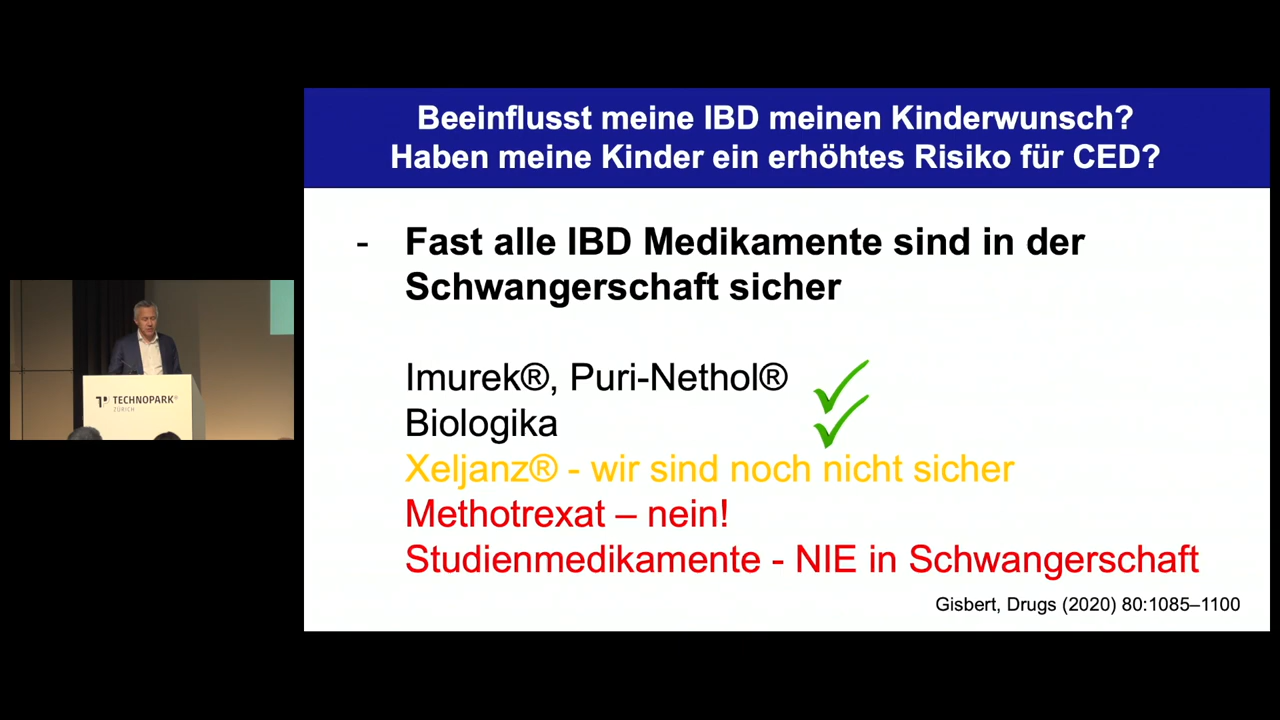 Beeinflusst meine IBD meinen Kinderwunsch?
Haben meine Kinder ein erhöhtes Risiko für CED?
- Fast alle IBD Medikamente sind in der
Schwangerschaft sicher
Imurek®, Puri-Nethol®
Biologika
Xeljanz® - wir sind noch nicht sicher
Methotrexat – nein!
Studienmedikamente - NIE in Schwangerschaft
Gisbert, Drugs (2020) 80:1085–1100
TECHNOPARK®
ZÜRICH